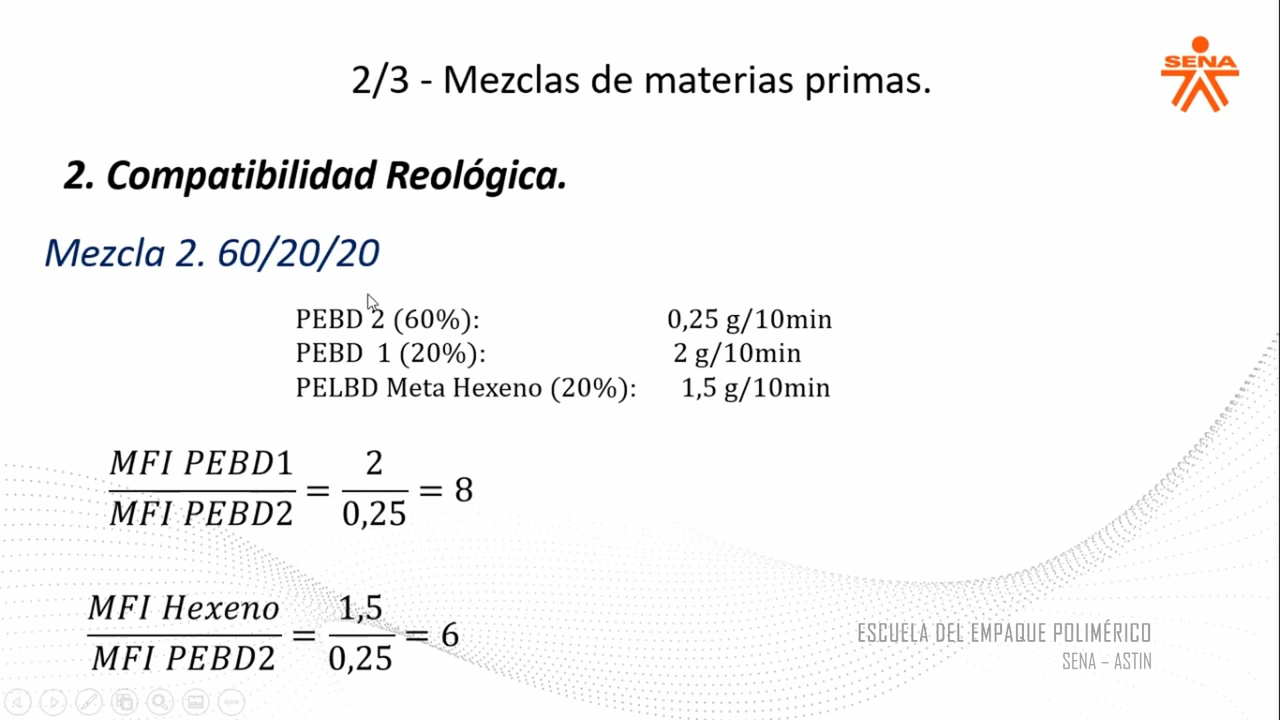 SENA
2/3 - Mezclas de materias primas.
2. Compatibilidad Reológica.
Mezcla 2. 60/20/20
PEBD 2 (60%): 0,25 g/10min
PEBD 1 (20%): 2 g/10min
PELBD Meta Hexeno (20%): 1,5 g/10min
MFI PEBD1 / MFI PEBD2 = 2 / 0,25 = 8
MFI Hexeno / MFI PEBD2 = 1,5 / 0,25 = 6
ESCUELA DEL EMPAQUE POLIMÉRICO
SENA – ASTIN